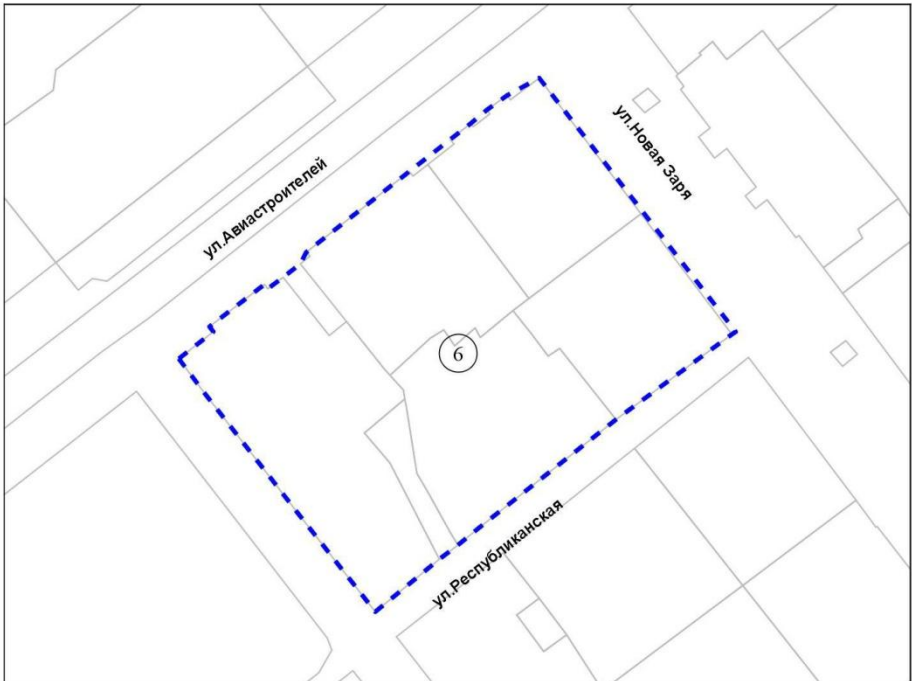 ул.Новая Заря
ул.Авиастроителей
6
ул.Республиканская